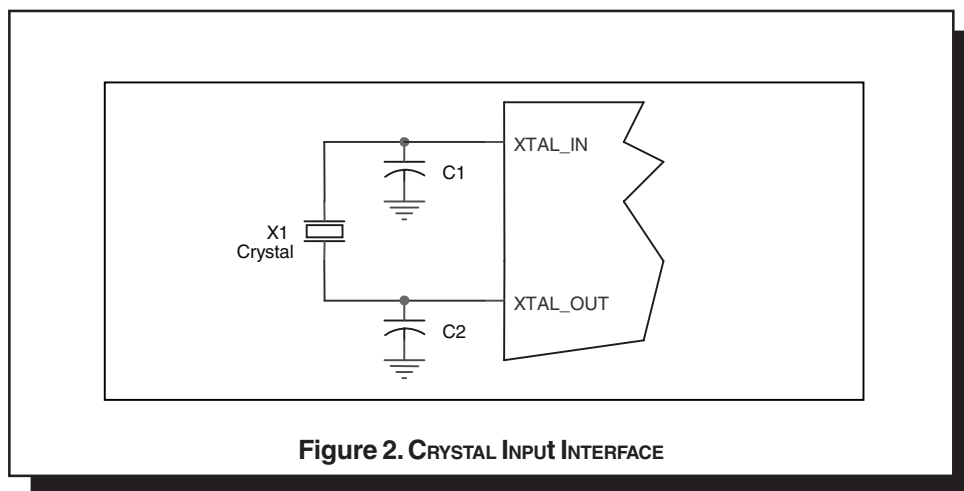 XTAL_IN
C1
X1
Crystal
XTAL_OUT
C2
Figure 2. CRYSTAL INPUt INTERFACE